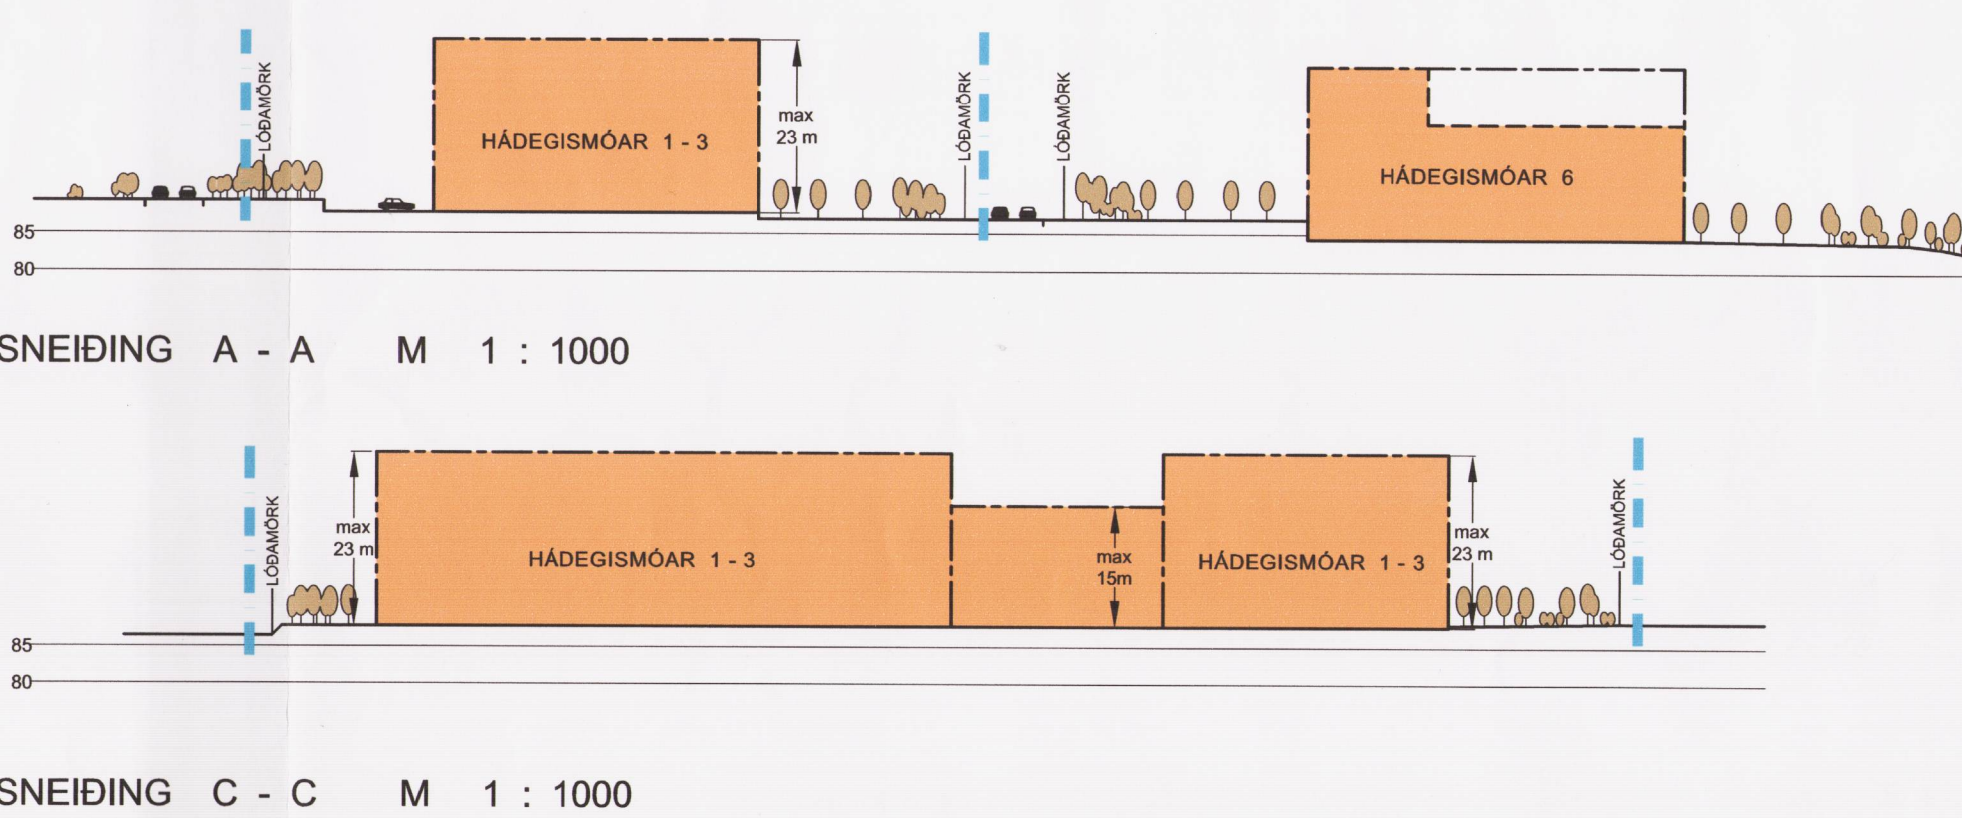 LÓÐAMÖRK
HÁDEGISMÓAR 1 - 3
max
23 m
LÓÐAMÖRK
LÓÐAMÖRK
HÁDEGISMÓAR 6
85
80
SNEIÐING A - A M 1 : 1000
LÓÐAMÖRK
max
23 m
HÁDEGISMÓAR 1 - 3
max
15m
HÁDEGISMÓAR 1 - 3
max
23 m
LÓÐAMÖRK
85
80
SNEIÐING C - C M 1 : 1000